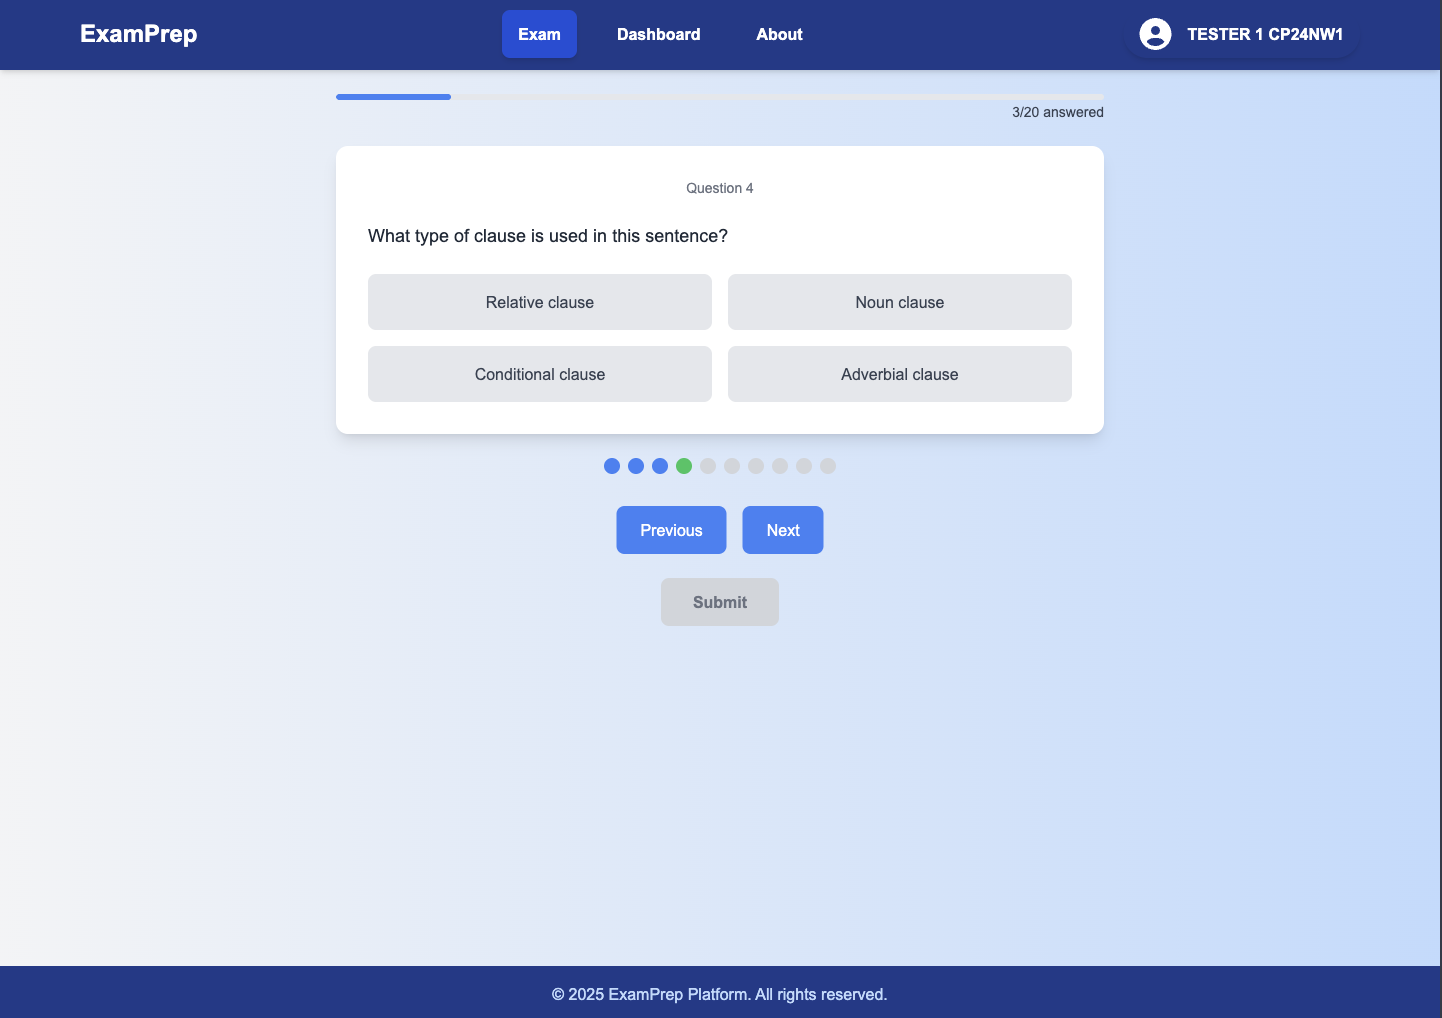 ExamPrep
Exam
Dashboard
About
TESTER 1 CP24NW1
3/20 answered
Question 4
What type of clause is used in this sentence?
Relative clause
Noun clause
Conditional clause
Adverbial clause
Previous
Next
Submit
© 2025 ExamPrep Platform. All rights reserved.